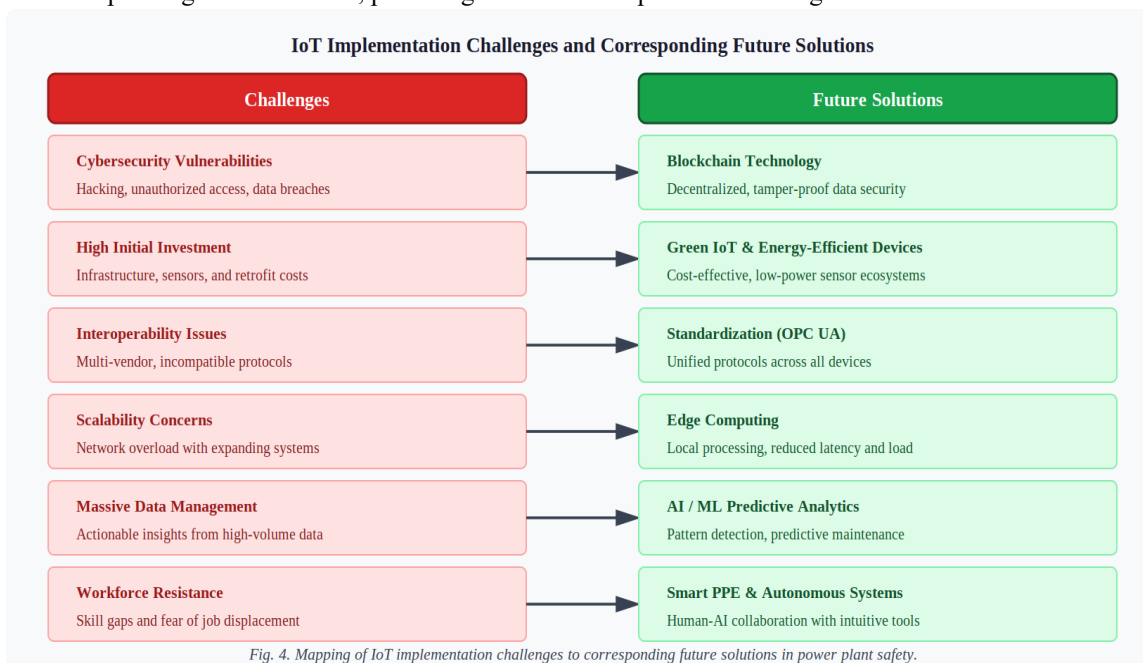 IoT Implementation Challenges and Corresponding Future Solutions
Challenges
Future Solutions
Cybersecurity Vulnerabilities
Hacking, unauthorized access, data breaches
Blockchain Technology
Decentralized, tamper-proof data security
High Initial Investment
Infrastructure, sensors, and retrofit costs
Green IoT & Energy-Efficient Devices
Cost-effective, low-power sensor ecosystems
Interoperability Issues
Multi-vendor, incompatible protocols
Standardization (OPC UA)
Unified protocols across all devices
Scalability Concerns
Network overload with expanding systems
Edge Computing
Local processing, reduced latency and load
Massive Data Management
Actionable insights from high-volume data
AI / ML Predictive Analytics
Pattern detection, predictive maintenance
Workforce Resistance
Skill gaps and fear of job displacement
Smart PPE & Autonomous Systems
Human-AI collaboration with intuitive tools
Fig. 4. Mapping of IoT implementation challenges to corresponding future solutions in power plant safety.